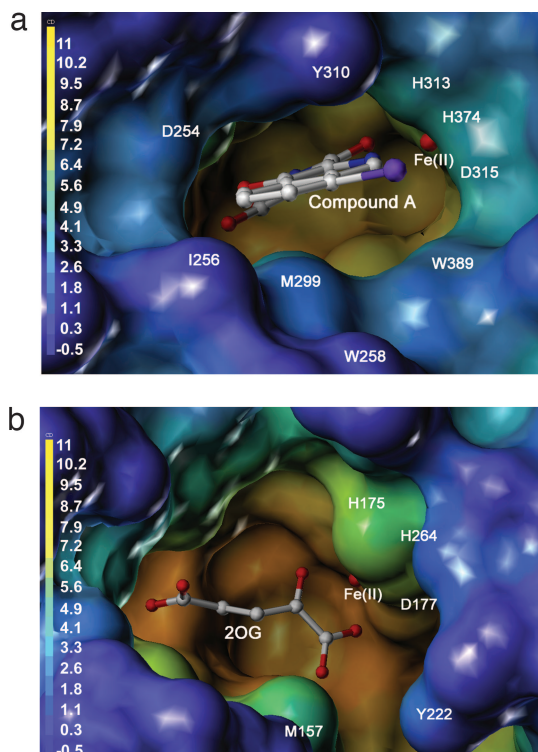 a
CD
11
10.2
9.5
8.7
7.9
7.2
6.4
5.6
4.9
4.1
3.3
2.6
1.8
1.1
0.3
-0.5
Y310
H313
H374
D254
Fe(II)
D315
Compound A
I256
W389
M299
W258
b
CD
11
10.2
9.5
8.7
7.9
7.2
6.4
5.6
4.9
4.1
3.3
2.6
1.8
1.1
0.3
-0.5
H175
H264
Fe(II)
D177
2OG
Y222
M157